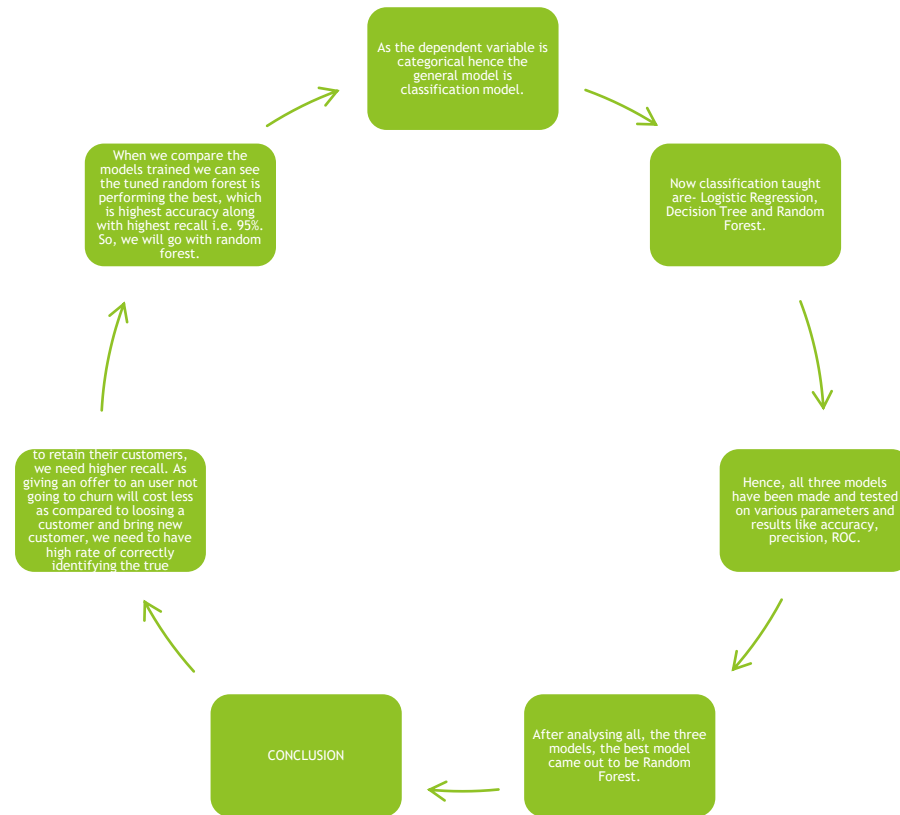 As the dependent variable is
categorical hence the
general model is
classification model.
Now classification taught
are- Logistic Regression,
Decision Tree and Random
Forest.
Hence, all three models
have been made and tested
on various parameters and
results like accuracy,
precision, ROC.
After analysing all, the three
models, the best model
came out to be Random
Forest.
CONCLUSION
to retain their customers,
we need higher recall. As
giving an offer to an user not
going to churn will cost less
as compared to loosing a
customer and bring new
customer, we need to have
high rate of correctly
identifying the true
When we compare the
models trained we can see
the tuned random forest is
performing the best, which
is highest accuracy along
with highest recall i.e. 95%.
So, we will go with random
forest.